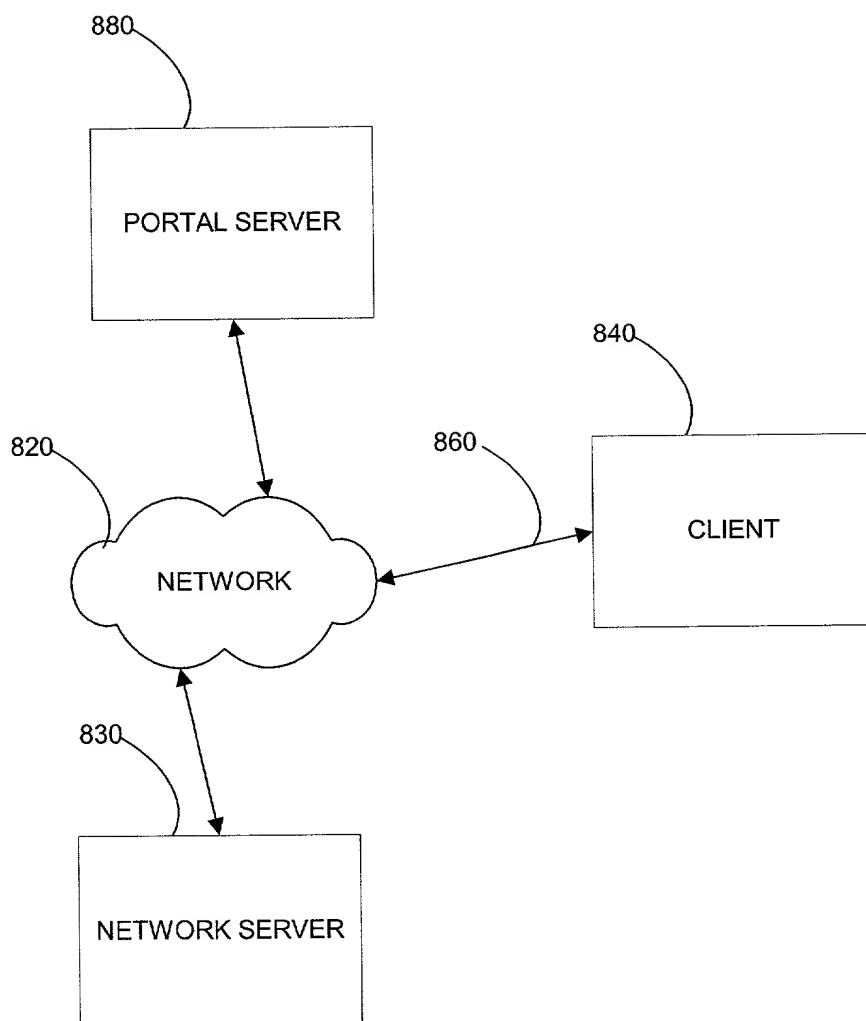 880
PORTAL SERVER
840
860
820
CLIENT
NETWORK
830
NETWORK SERVER